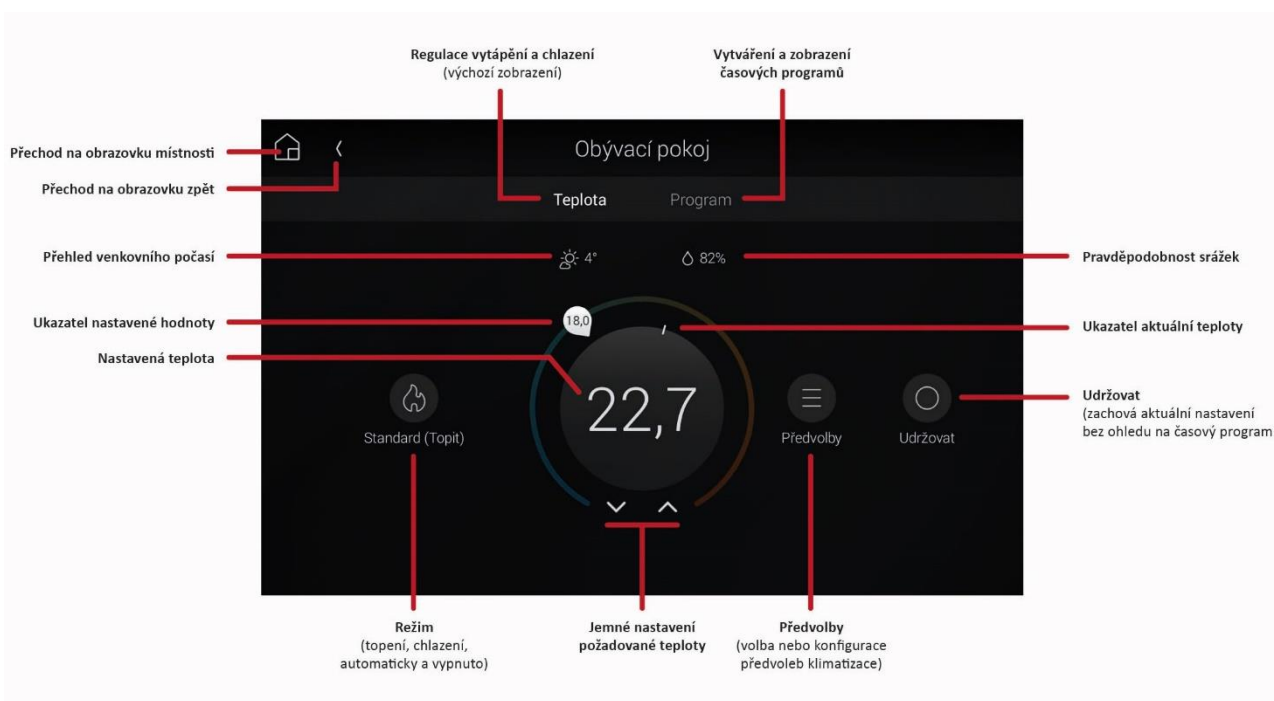 Regulace vytápění a chlazení
(výchozí zobrazení)
Vytváření a zobrazení
časových programů
Přechod na obrazovku místnosti
Obývací pokoj
Přechod na obrazovku zpět
Teplota
Program
Přehled venkovního počasí
4°
82%
Pravděpodobnost srážek
Ukazatel nastavené hodnoty
18,0
Ukazatel aktuální teploty
Nastavená teplota
22,7
Standard (Topit)
Předvolby
Udržovat
Udržovat
(zachová aktuální nastavení
bez ohledu na časový program
Režim
(topení, chlazení,
automaticky a vypnuto)
Jemné nastavení
požadované teploty
Předvolby
(volba nebo konfigurace
předvoleb klimatizace)